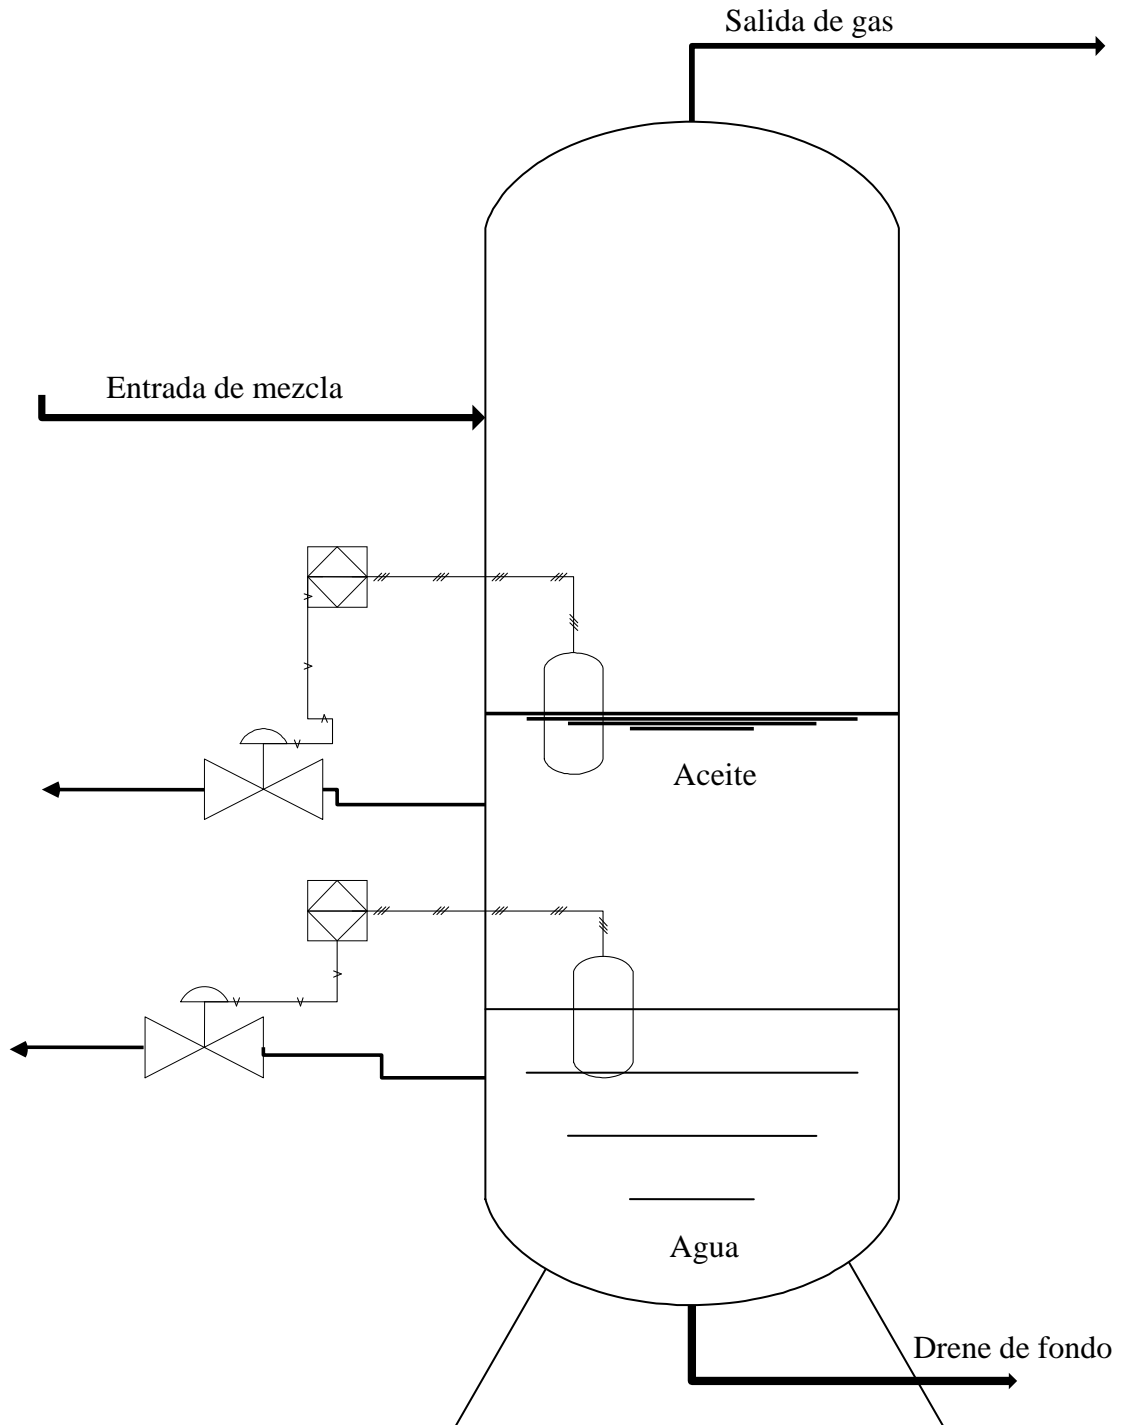 Salida de gas
Entrada de mezcla
Aceite
Agua
Drene de fondo